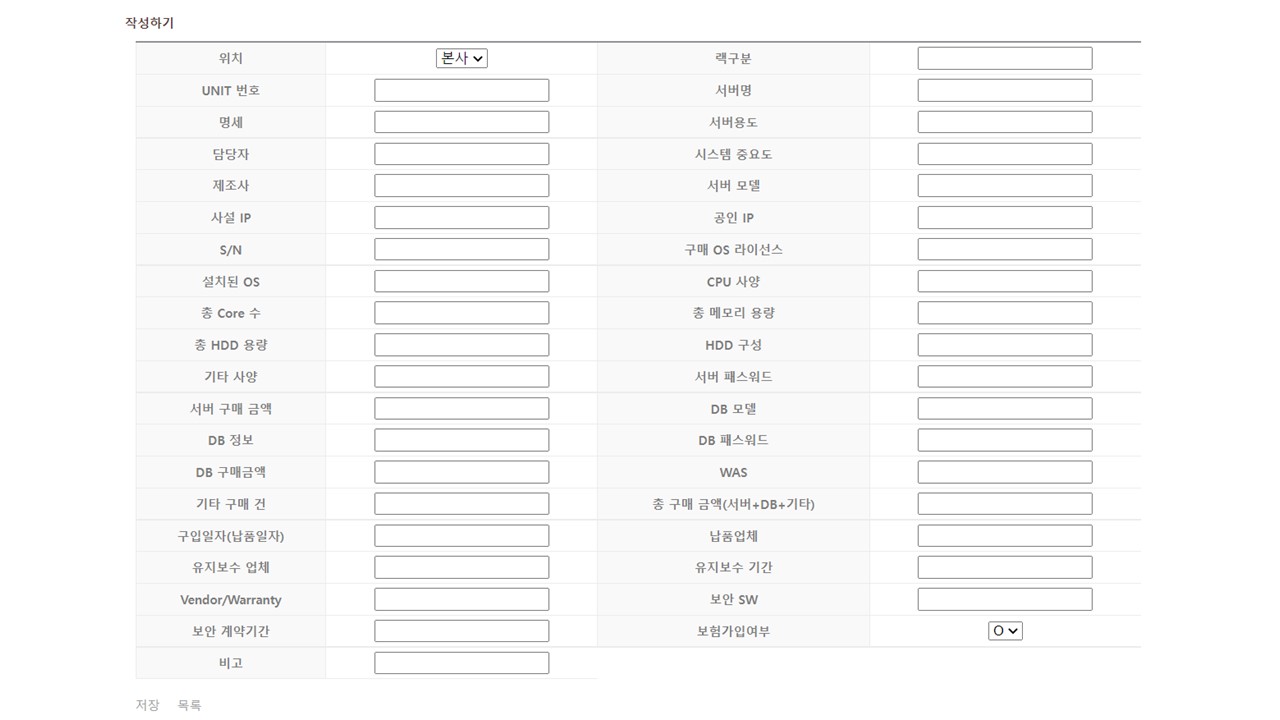 작성하기
위치 본사 랙구분
UNIT 번호 서버명
명세 서버용도
담당자 시스템 중요도
제조사 서버 모델
사설 IP 공인 IP
S/N 구매 OS 라이선스
설치된 OS CPU 사양
총 Core 수 총 메모리 용량
총 HDD 용량 HDD 구성
기타 사양 서버 패스워드
서버 구매 금액 DB 모델
DB 정보 DB 패스워드
DB 구매금액 WAS
기타 구매 건 총 구매 금액(서버+DB+기타)
구입일자(납품일자) 납품업체
유지보수 업체 유지보수 기간
Vendor/Warranty 보안 SW
보안 계약기간 보험가입여부 O
비고
저장 목록